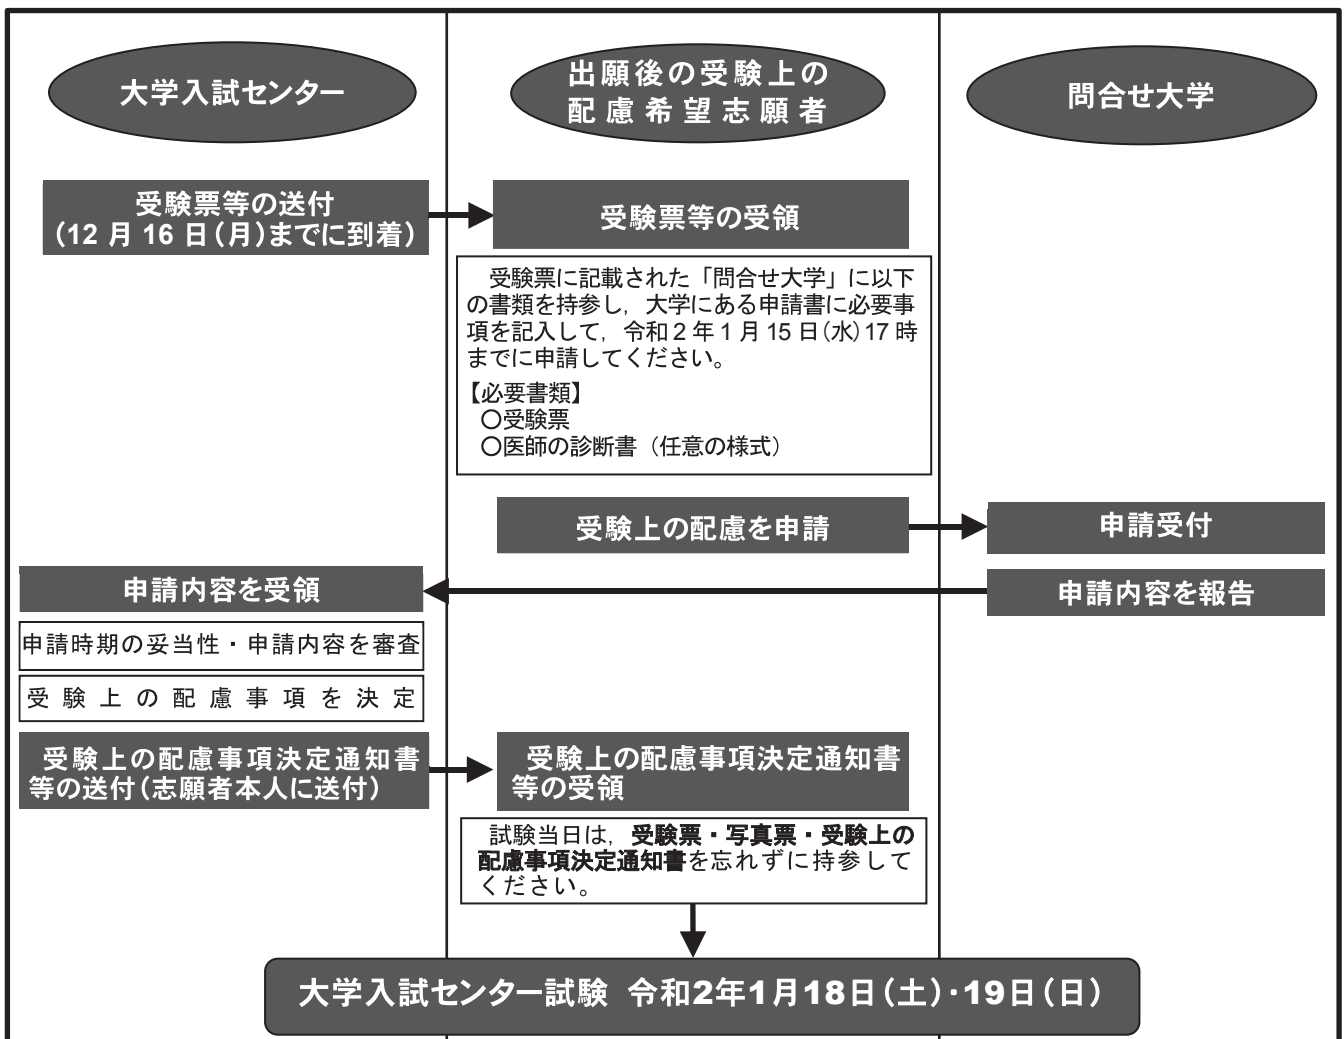 大学入試センター
出願後の受験上の
配慮希望志願者
問合せ大学
受験票等の送付
(12月16日(月)までに到着)
受験票等の受領
受験票に記載された「問合せ大学」に以下
の書類を持参し，大学にある申請書に必要事
項を記入して，令和2年1月15日(水)17時
までに申請してください。
【必要書類】
○受験票
○医師の診断書（任意の様式）
受験上の配慮を申請
申請受付
申請内容を受領
申請内容を報告
申請時期の妥当性・申請内容を審査
受験上の配慮事項を決定
受験上の配慮事項決定通知書
等の送付(志願者本人に送付)
受験上の配慮事項決定通知書
等の受領
試験当日は，受験票・写真票・受験上の
配慮事項決定通知書を忘れずに持参して
ください。
大学入試センター試験 令和2年1月18日(土)・19日(日)